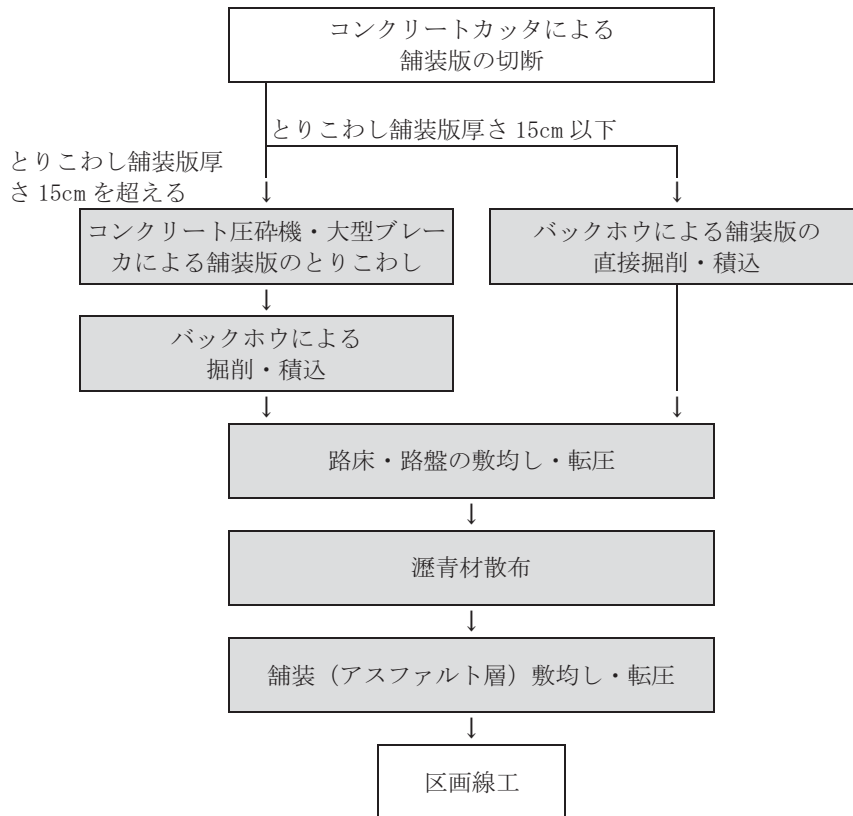 コンクリートカッタによる
舗装版の切断
とりこわし舗装版厚さ 15cm 以下
とりこわし舗装版厚
さ 15cm を超える
コンクリート圧砕機・大型ブレー
カによる舗装版のとりこわし
バックホウによる舗装版の
直接掘削・積込
バックホウによる
掘削・積込
路床・路盤の敷均し・転圧
瀝青材散布
舗装（アスファルト層）敷均し・転圧
区画線工